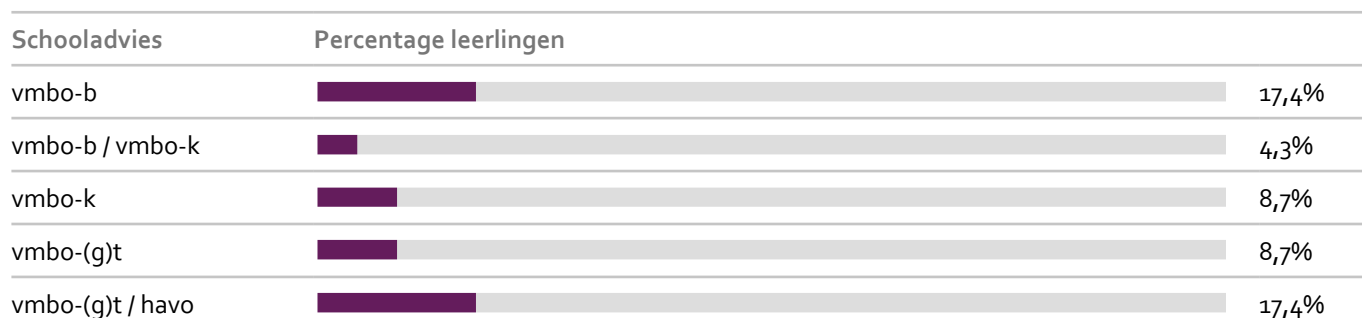 Schooladvies Percentage leerlingen
vmbo-b 17,4%
vmbo-b / vmbo-k 4,3%
vmbo-k 8,7%
vmbo-(g)t 8,7%
vmbo-(g)t / havo 17,4%